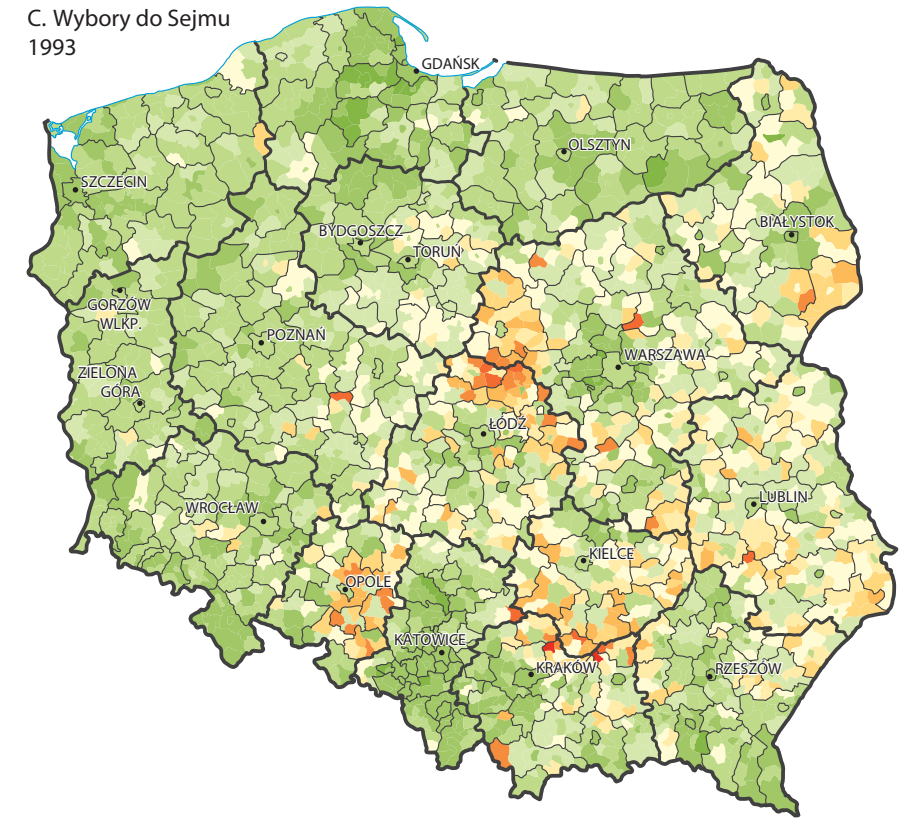 C. Wybory do Sejmu
1993
GDAŃSK
OLSZTYN
SZCZECIN
BYDGOSZCZ
BIAŁYSTOK
TORUŃ
GORZÓW
WLKP.
POZNAŃ
WARSZAWA
ZIELONA
GÓRA
ŁÓDŹ
LUBLIN
WROCŁAW
KIELCE
OPOLE
KATOWICE
KRAKÓW
RZESZÓW